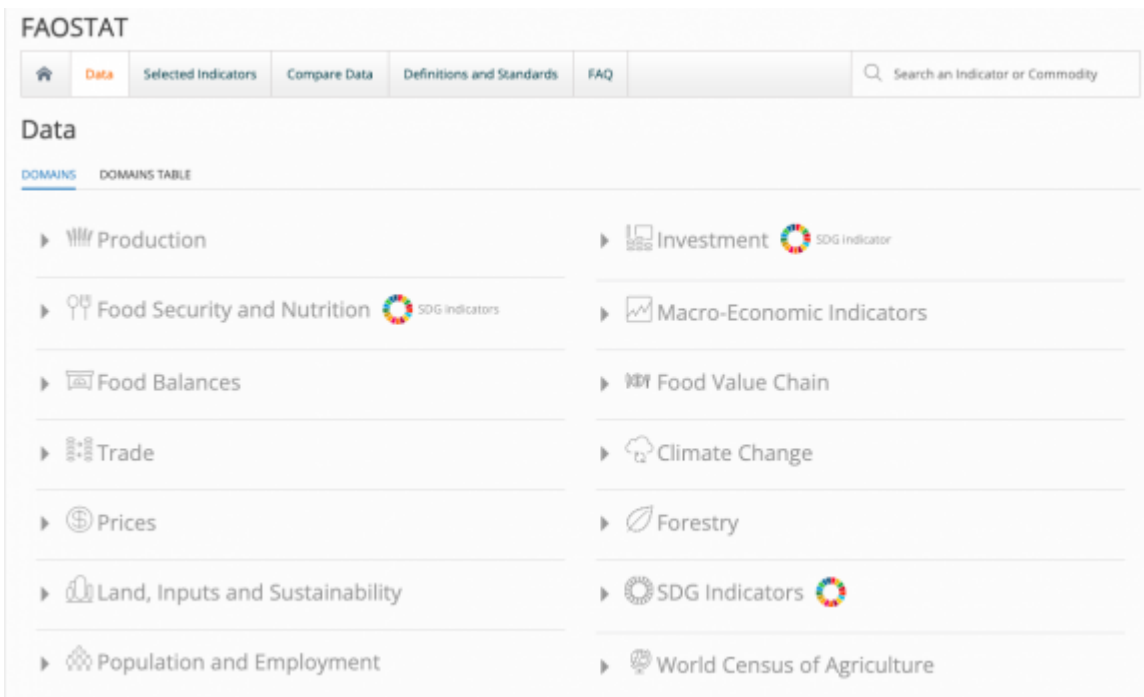 FAOSTAT
Data Selected Indicators Compare Data Definitions and Standards FAQ Search an Indicator or Commodity
Data
DOMAINS DOMAINS TABLE
Production
Food Security and Nutrition SDG indicators
Food Balances
Trade
Prices
Land, Inputs and Sustainability
Population and Employment
Investment SDG indicator
Macro-Economic Indicators
Food Value Chain
Climate Change
Forestry
SDG Indicators
World Census of Agriculture